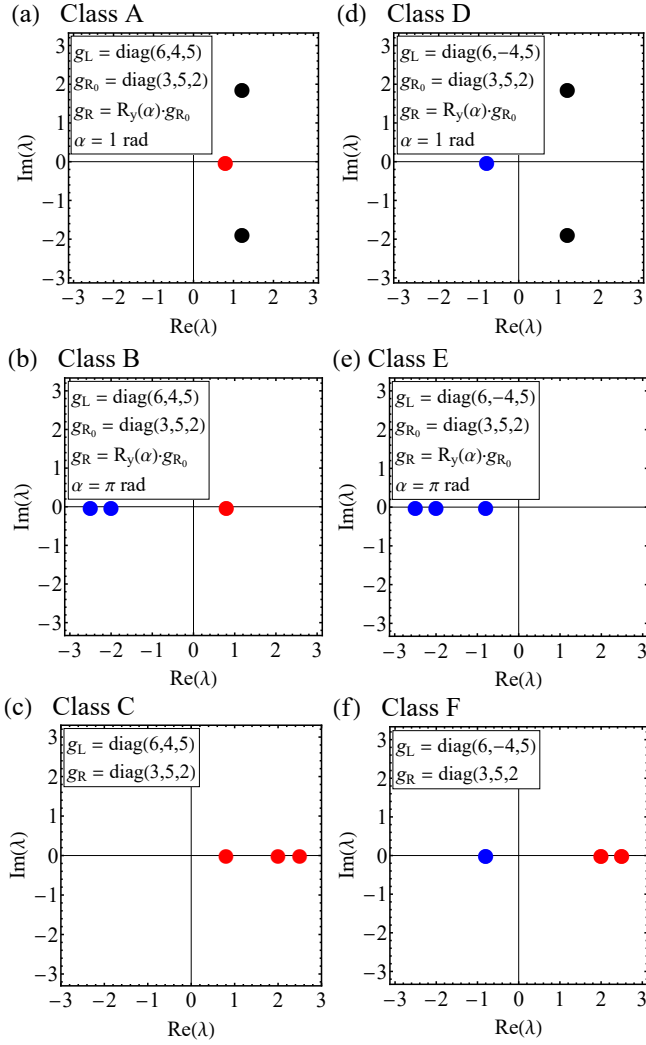 (a) Class A
g_L = diag(6,4,5)
g_R₀ = diag(3,5,2)
g_R = R_y(α)·g_R₀
α = 1 rad
3
2
1
0
−1
−2
−3
Im(λ)
−3 −2 −1 0 1 2 3
Re(λ)
(d) Class D
g_L = diag(6,−4,5)
g_R₀ = diag(3,5,2)
g_R = R_y(α)·g_R₀
α = 1 rad
3
2
1
0
−1
−2
−3
Im(λ)
−3 −2 −1 0 1 2 3
Re(λ)
(b) Class B
g_L = diag(6,4,5)
g_R₀ = diag(3,5,2)
g_R = R_y(α)·g_R₀
α = π rad
3
2
1
0
−1
−2
−3
Im(λ)
−3 −2 −1 0 1 2 3
Re(λ)
(e) Class E
g_L = diag(6,−4,5)
g_R₀ = diag(3,5,2)
g_R = R_y(α)·g_R₀
α = π rad
3
2
1
0
−1
−2
−3
Im(λ)
−3 −2 −1 0 1 2 3
Re(λ)
(c) Class C
g_L = diag(6,4,5)
g_R = diag(3,5,2)
3
2
1
0
−1
−2
−3
Im(λ)
−3 −2 −1 0 1 2 3
Re(λ)
(f) Class F
g_L = diag(6,−4,5)
g_R = diag(3,5,2
3
2
1
0
−1
−2
−3
Im(λ)
−3 −2 −1 0 1 2 3
Re(λ)